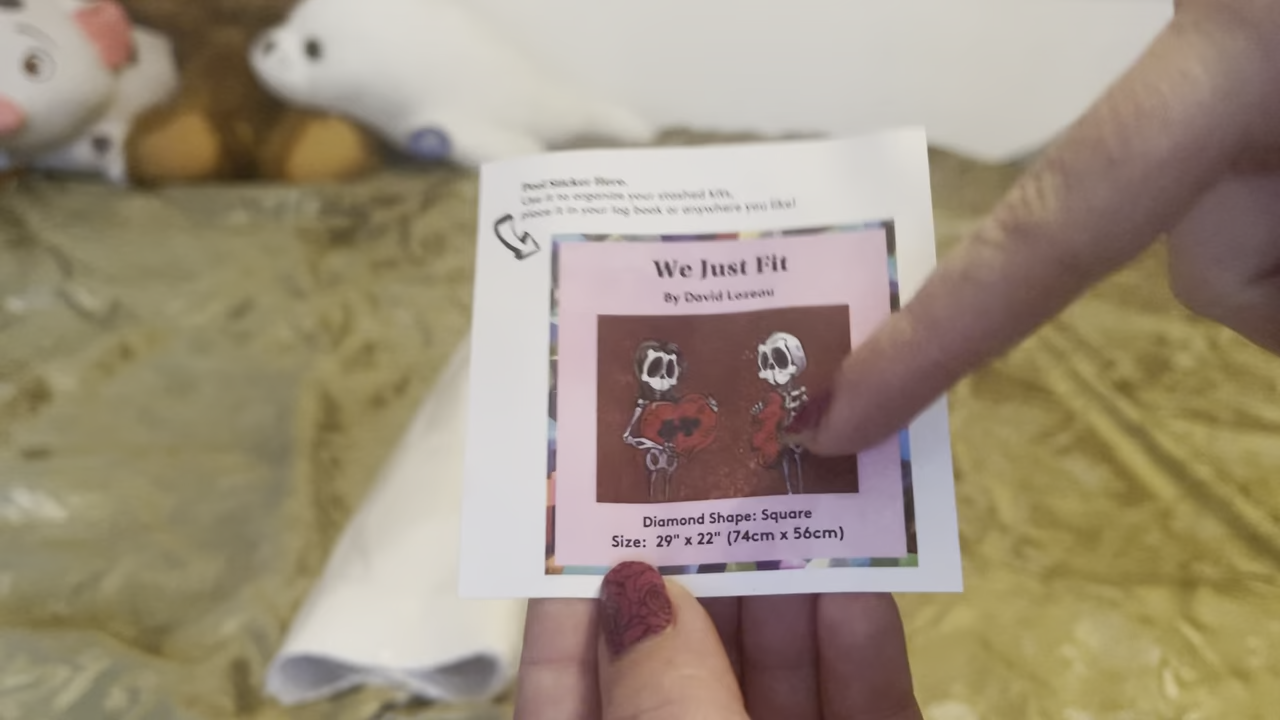 Peel Sticker Here.
Use it to organize your stashed kits,
place it in your log book or anywhere you like!
We Just Fit
By David Lozeau
Diamond Shape: Square
Size: 29" x 22" (74cm x 56cm)